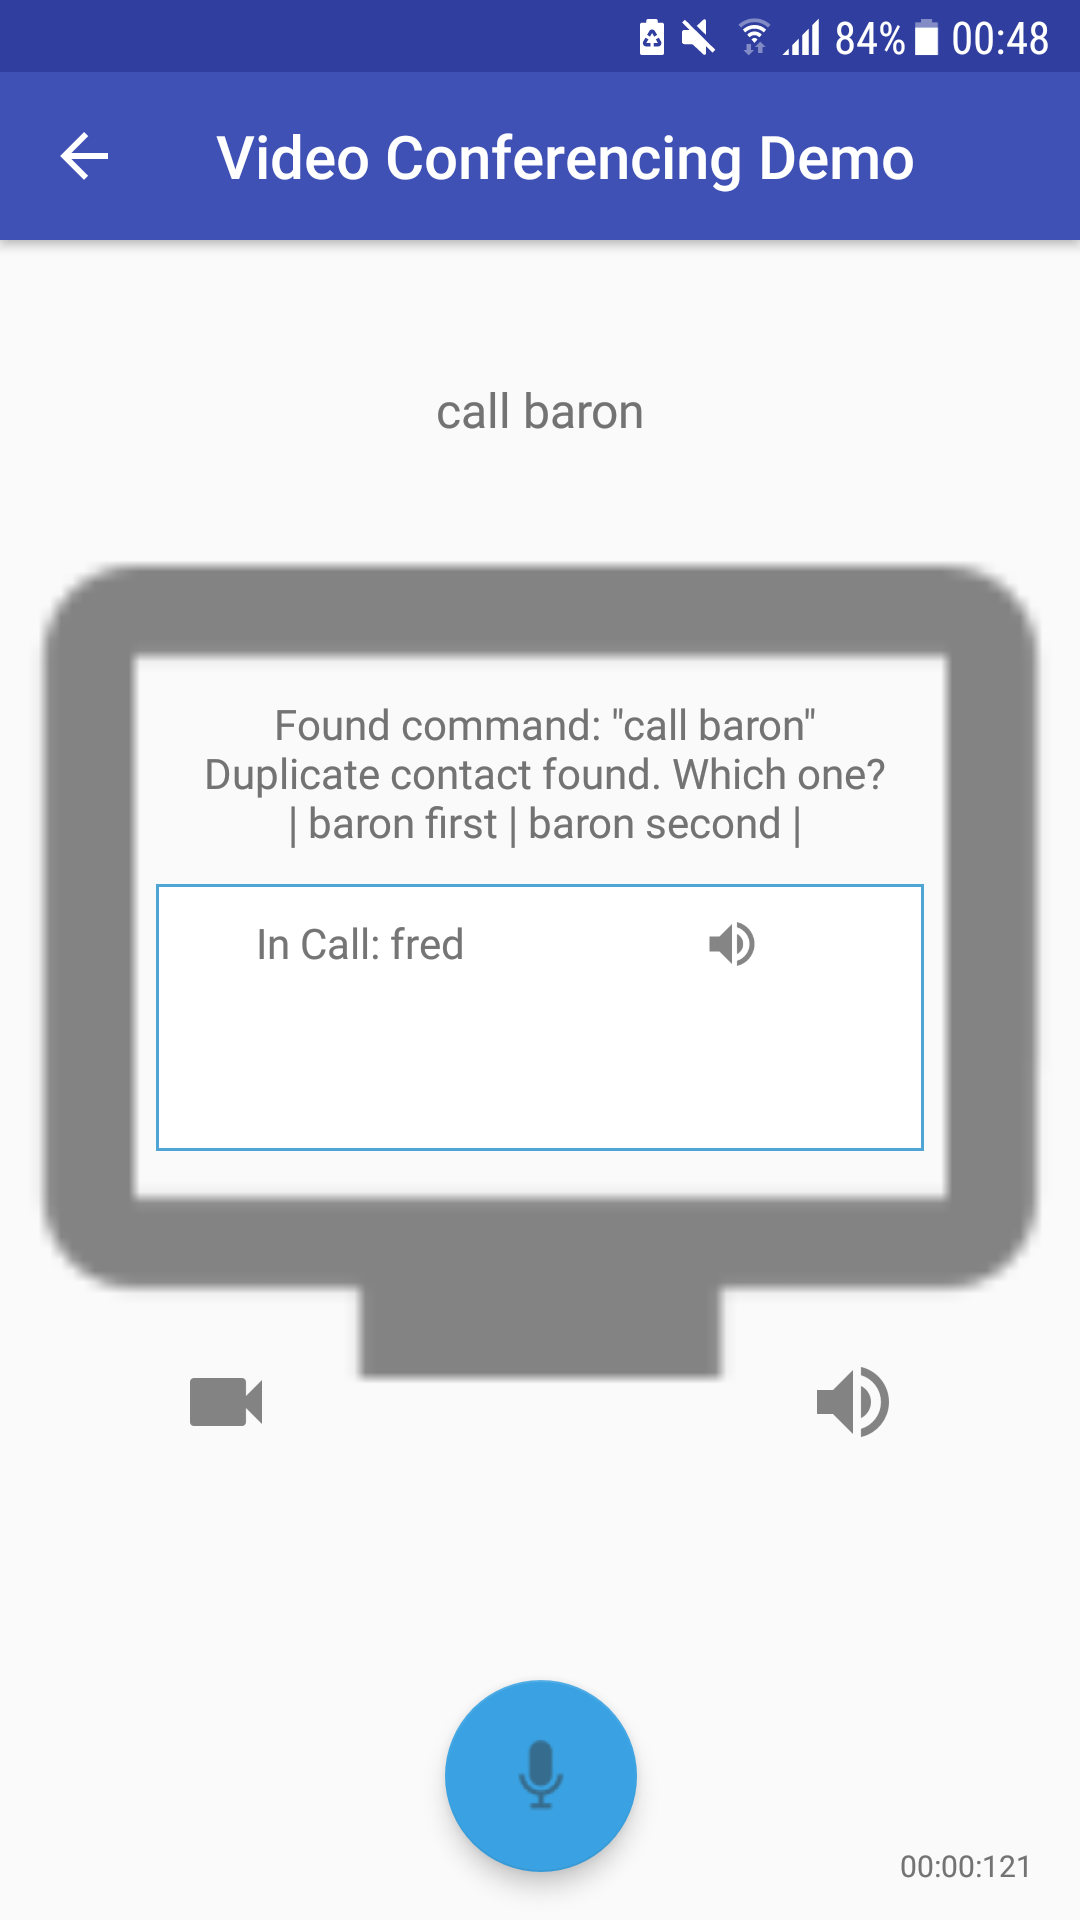 84% 00:48
Video Conferencing Demo
call baron
Found command: "call baron"
Duplicate contact found. Which one?
| baron first | baron second |
In Call: fred
00:00:121